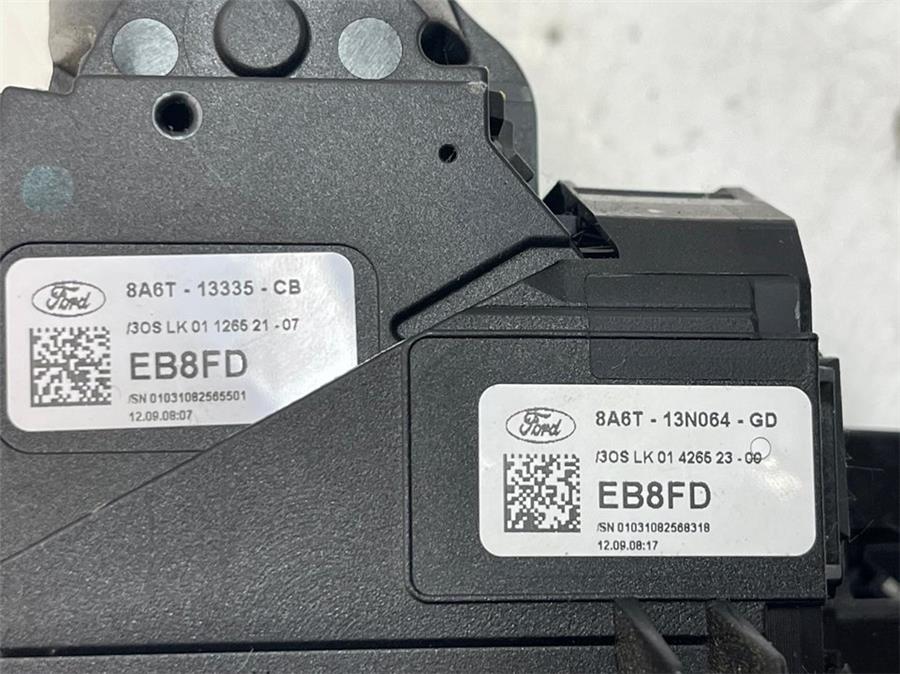 Ford
8A6T - 13335 - CB
/3OS LK 01 1265 21 - 07
EB8FD
/SN 01031082565501
12.09.08:07
Ford
8A6T - 13N064 - GD
/3OS LK 01 4265 23 - 00
EB8FD
/SN 01031082568318
12.09.08:17